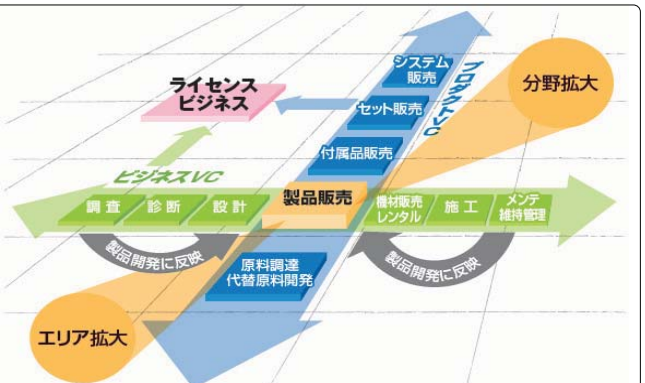 システム
販売
プロダクトVC
分野拡大
ライセンス
ビジネス
セット販売
付属品販売
ビジネスVC
調査
診断
設計
製品販売
機材販売
レンタル
施工
メンテ
維持管理
製品開発に反映
原料調達
代替原料開発
製品開発に反映
エリア拡大